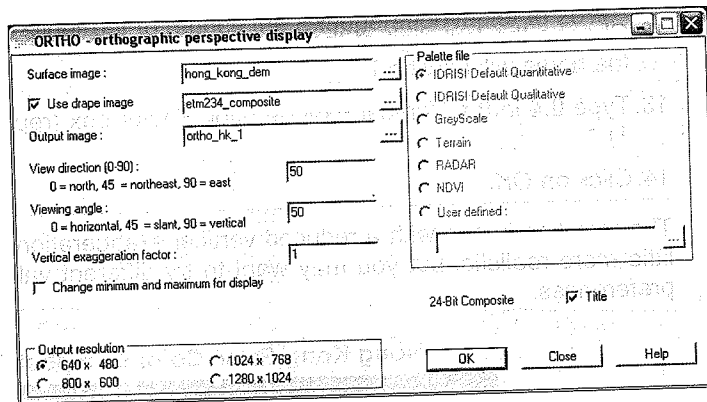 ORTHO - orthographic perspective display
Surface image :
hong_kong_dem
...
Use drape image
etm234_composite
...
Output image :
ortho_hk_1
...
View direction (0-90) :
50
0 = north, 45 = northeast, 90 = east
Viewing angle :
50
0 = horizontal, 45 = slant, 90 = vertical
Vertical exaggeration factor :
1
Change minimum and maximum for display
Output resolution
640 x 480
1024 x 768
800 x 600
1280 x 1024
Palette file
IDRISI Default Quantitative
IDRISI Default Qualitative
GreyScale
Terrain
RADAR
NDVI
User defined :
...
24-Bit Composite
Title
OK
Close
Help